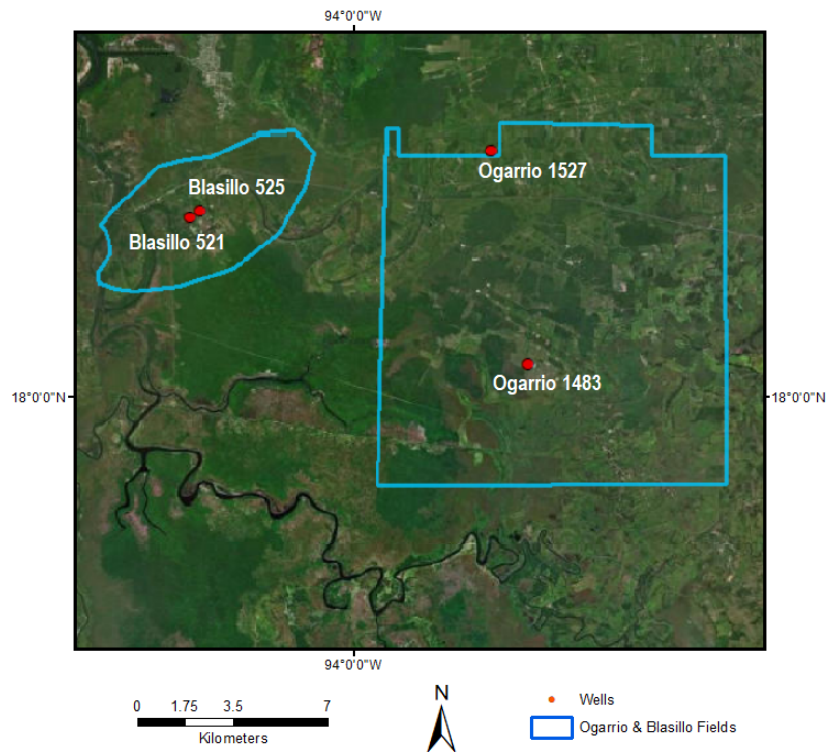 94°0'0"W
Ogarrio 1527
Blasillo 525
Blasillo 521
Ogarrio 1483
18°0'0"N
18°0'0"N
94°0'0"W
0 1.75 3.5 7
Kilometers
N
Wells
Ogarrio & Blasillo Fields